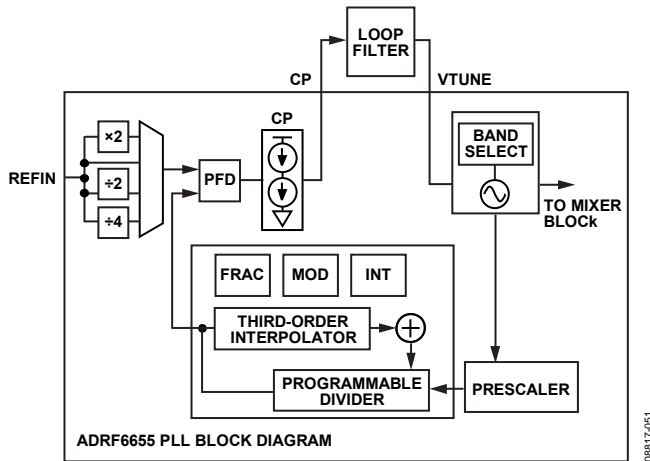 LOOP
FILTER
CP
VTUNE
CP
×2
÷2
÷4
REFIN
PFD
BAND
SELECT
TO MIXER
BLOCk
FRAC
MOD
INT
THIRD-ORDER
INTERPOLATOR
+
PROGRAMMABLE
DIVIDER
PRESCALER
ADRF6655 PLL BLOCK DIAGRAM
08817-051